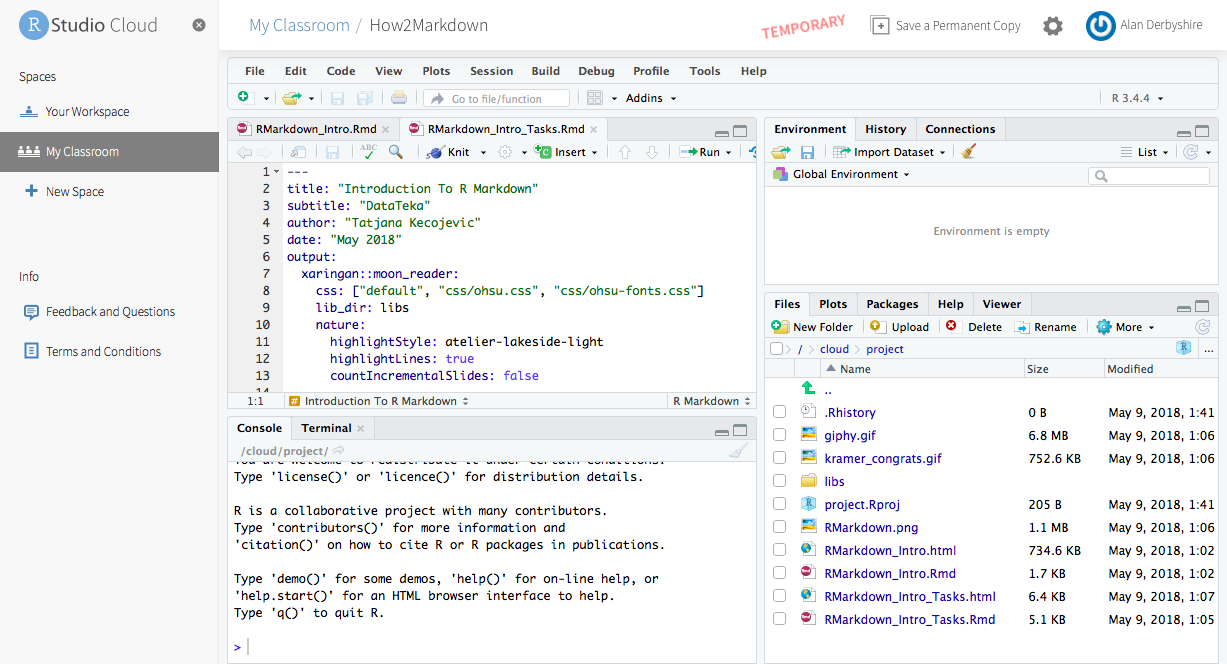 R Studio Cloud
Spaces
Your Workspace
My Classroom
New Space
Info
Feedback and Questions
Terms and Conditions
My Classroom / How2Markdown
TEMPORARY
Save a Permanent Copy
Alan Derbyshire
File Edit Code View Plots Session Build Debug Profile Tools Help
Go to file/function Addins R 3.4.4
RMarkdown_Intro.Rmd RMarkdown_Intro_Tasks.Rmd
ABC Knit Insert Run
1 ---
2 title: "Introduction To R Markdown"
3 subtitle: "DataTeka"
4 author: "Tatjana Kecojevic"
5 date: "May 2018"
6 output:
7 xaringan::moon_reader:
8 css: ["default", "css/ohsu.css", "css/ohsu-fonts.css"]
9 lib_dir: libs
10 nature:
11 highlightStyle: atelier-lakeside-light
12 highlightLines: true
13 countIncrementalSlides: false
14
1:1 # Introduction To R Markdown R Markdown
Console Terminal
/cloud/project/
You are welcome to redistribute it under certain conditions.
Type 'license()' or 'licence()' for distribution details.
R is a collaborative project with many contributors.
Type 'contributors()' for more information and
'citation()' on how to cite R or R packages in publications.
Type 'demo()' for some demos, 'help()' for on-line help, or
'help.start()' for an HTML browser interface to help.
Type 'q()' to quit R.
>
Environment History Connections
Import Dataset List
Global Environment
Environment is empty
Files Plots Packages Help Viewer
New Folder Upload Delete Rename More
/ cloud project R ...
Name Size Modified
..
.Rhistory 0 B May 9, 2018, 1:41
giphy.gif 6.8 MB May 9, 2018, 1:06
kramer_congrats.gif 752.6 KB May 9, 2018, 1:06
libs
project.Rproj 205 B May 9, 2018, 1:41
RMarkdown.png 1.1 MB May 9, 2018, 1:06
RMarkdown_Intro.html 734.6 KB May 9, 2018, 1:02
RMarkdown_Intro.Rmd 1.7 KB May 9, 2018, 1:02
RMarkdown_Intro_Tasks.html 6.4 KB May 9, 2018, 1:07
RMarkdown_Intro_Tasks.Rmd 5.1 KB May 9, 2018, 1:05